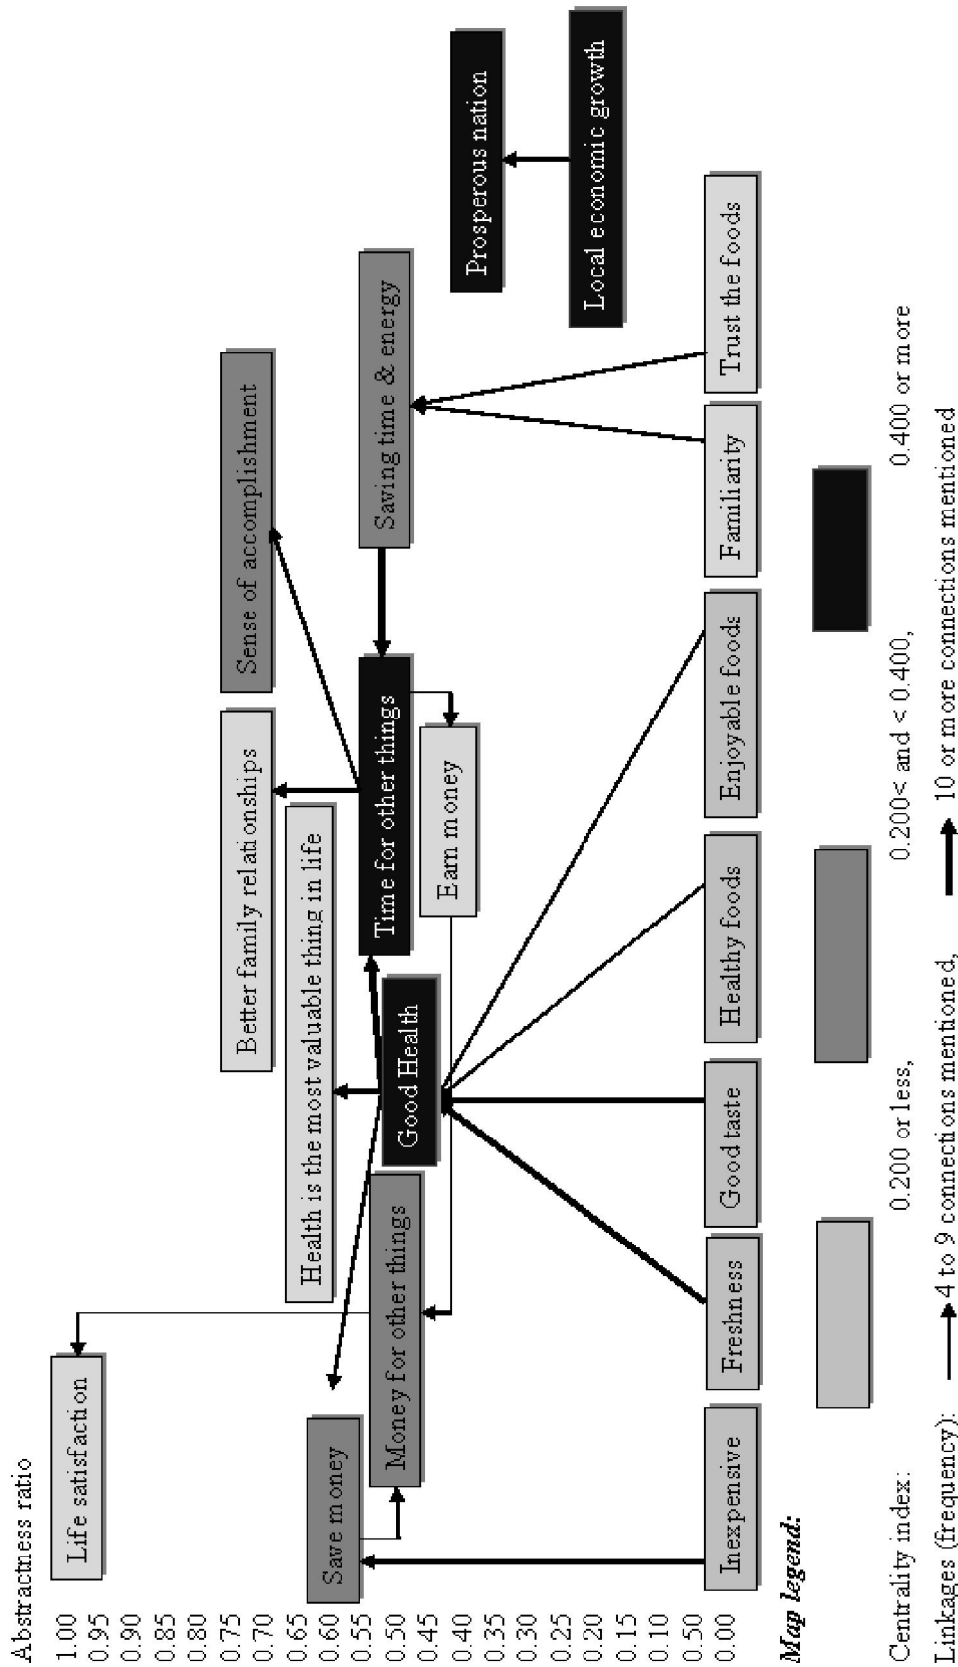 Abstractness ratio
1.00
0.95
0.90
0.85
0.80
0.75
0.70
0.65
0.60
0.55
0.50
0.45
0.40
0.35
0.30
0.25
0.20
0.15
0.10
0.50
0.00
Life satisfaction
Better family relationships
Sense of accomplishment
Health is the most valuable thing in life
Save money
Money for other things
Good Health
Time for other things
Saving time & energy
Earn money
Prosperous nation
Local economic growth
Inexpensive
Freshness
Good taste
Healthy foods
Enjoyable foods
Familiarity
Trust the foods
Map legend:
Centrality index: 0.200 or less, 0.200< and < 0.400, 0.400 or more
Linkages (frequency): 4 to 9 connections mentioned, 10 or more connections mentioned